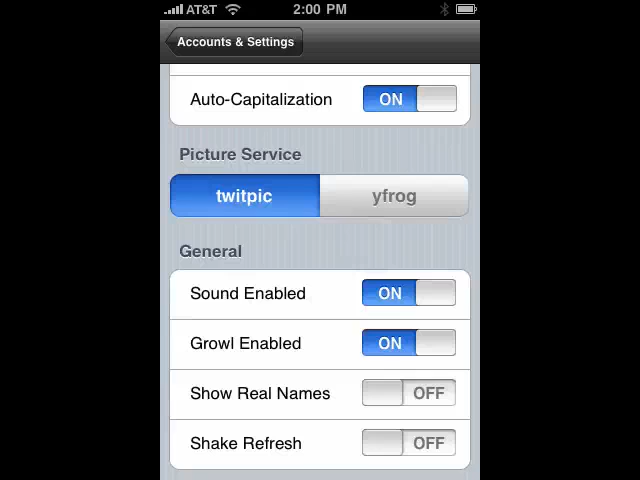 AT&T 2:00 PM
Accounts & Settings
Auto-Capitalization ON
Picture Service
twitpic yfrog
General
Sound Enabled ON
Growl Enabled ON
Show Real Names OFF
Shake Refresh OFF